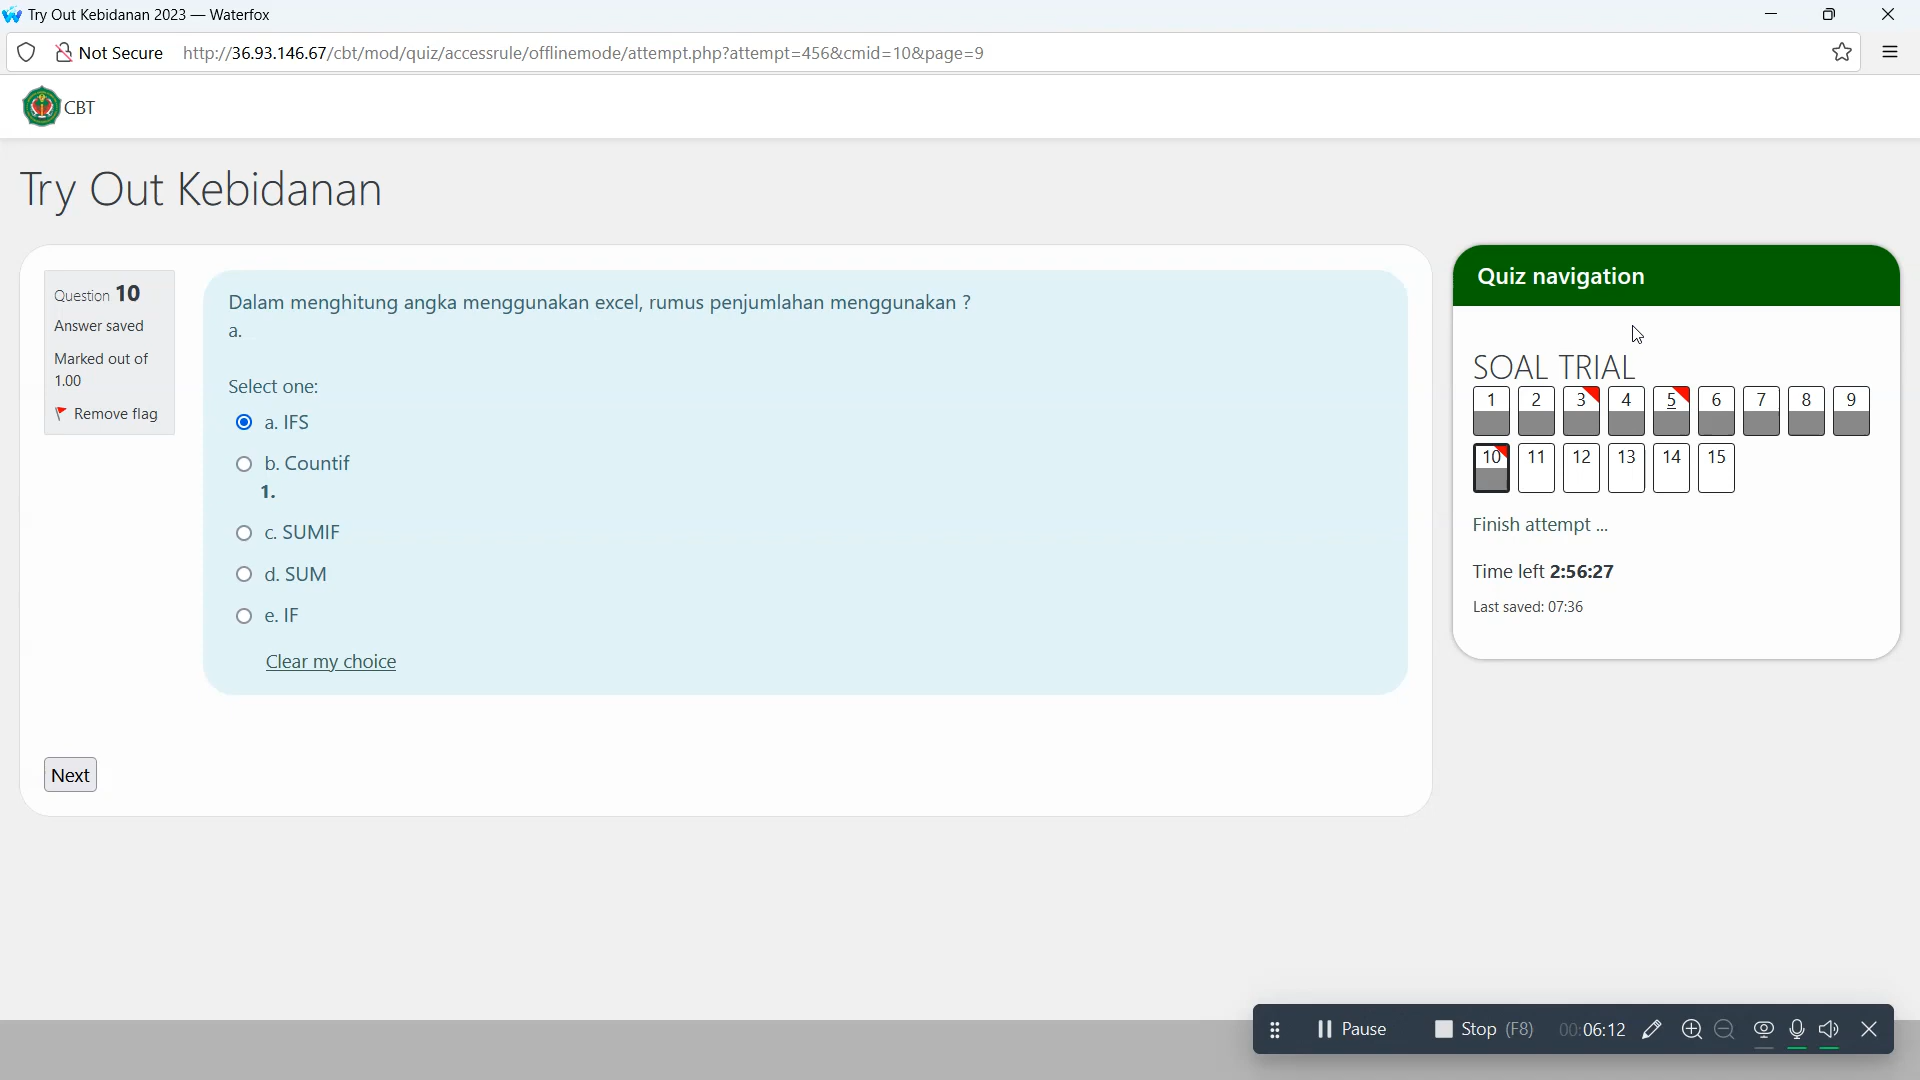 Try Out Kebidanan 2023 — Waterfox
Not Secure http://36.93.146.67/cbt/mod/quiz/accessrule/offlinemode/attempt.php?attempt=456&cmid=10&page=9
CBT
Try Out Kebidanan
Question 10
Answer saved
Marked out of
1.00
Remove flag
Dalam menghitung angka menggunakan excel, rumus penjumlahan menggunakan ?
a.
Select one:
a. IFS
b. Countif
1.
c. SUMIF
d. SUM
e. IF
Clear my choice
Next
Quiz navigation
SOAL TRIAL
1 2 3 4 5 6 7 8 9
10 11 12 13 14 15
Finish attempt ...
Time left 2:56:27
Last saved: 07:36
Pause Stop (F8) 00:06:12